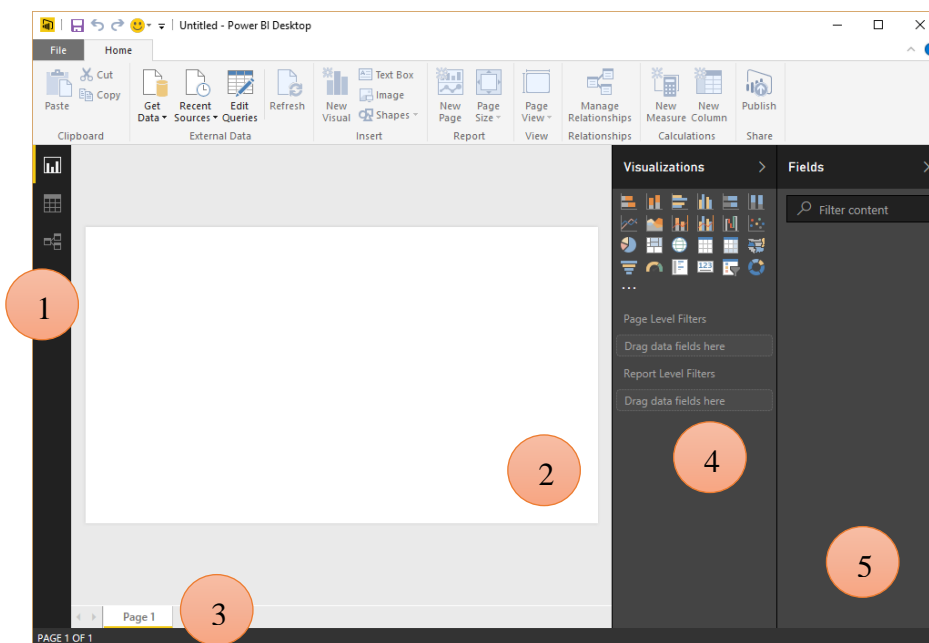 Untitled - Power BI Desktop
File Home
Paste
Cut
Copy
Clipboard
Get Data
Recent Sources
Edit Queries
External Data
Refresh
New Visual
Text Box
Image
Shapes
Insert
New Page
Page Size
Report
Page View
View
Manage Relationships
Relationships
New Measure
New Column
Calculations
Publish
Share
Visualizations
Fields
Filter content
123
Page Level Filters
Drag data fields here
Report Level Filters
Drag data fields here
1
2
3
4
5
Page 1
PAGE 1 OF 1